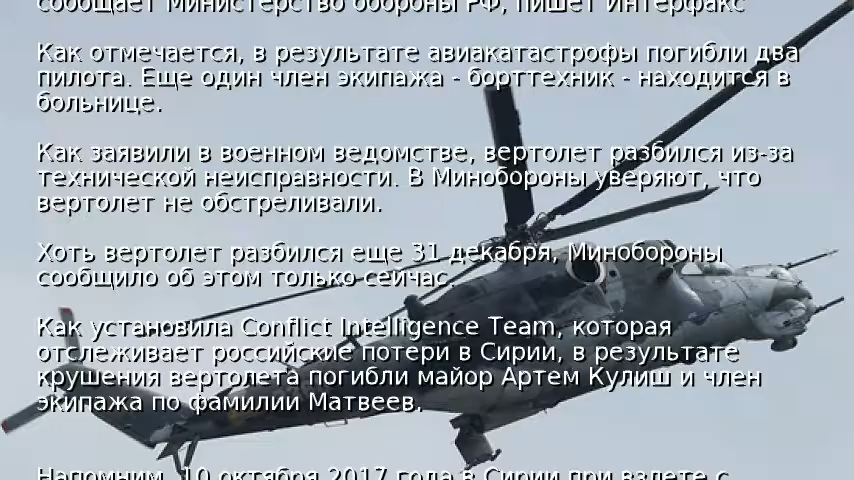 сообщает Министерство обороны РФ, пишет Интерфакс
Как отмечается, в результате авиакатастрофы погибли два
пилота. Еще один член экипажа - борттехник - находится в
больнице.
Как заявили в военном ведомстве, вертолет разбился из-за
технической неисправности. В Минобороны уверяют, что
вертолет не обстреливали.
Хоть вертолет разбился еще 31 декабря, Минобороны
сообщило об этом только сейчас.
Как установила Conflict Intelligence Team, которая
отслеживает российские потери в Сирии, в результате
крушения вертолета погибли майор Артем Кулиш и член
экипажа по фамилии Матвеев.
Напомним, 10 октября 2017 года в Сирии при взлете с